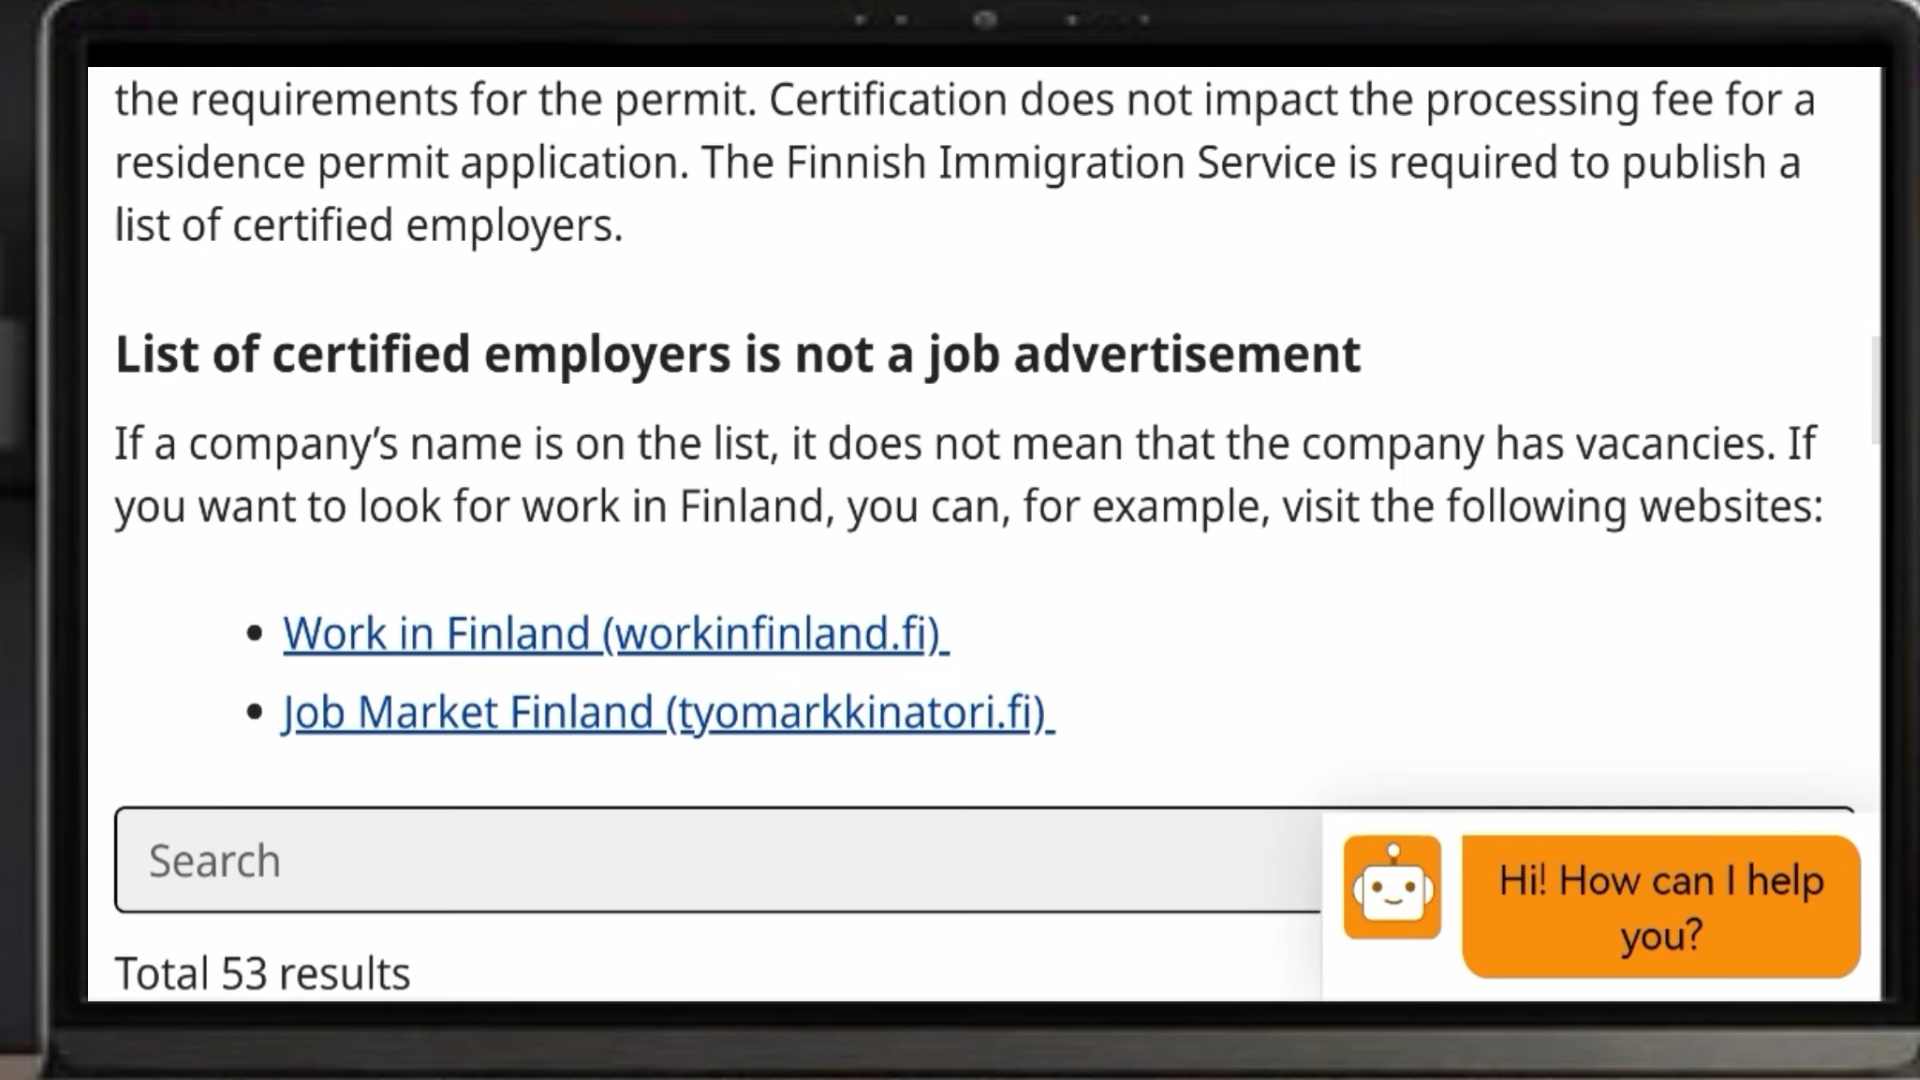 the requirements for the permit. Certification does not impact the processing fee for a
residence permit application. The Finnish Immigration Service is required to publish a
list of certified employers.
List of certified employers is not a job advertisement
If a company’s name is on the list, it does not mean that the company has vacancies. If
you want to look for work in Finland, you can, for example, visit the following websites:
• Work in Finland (workinfinland.fi)
• Job Market Finland (tyomarkkinatori.fi)
Search
Hi! How can I help
you?
Total 53 results